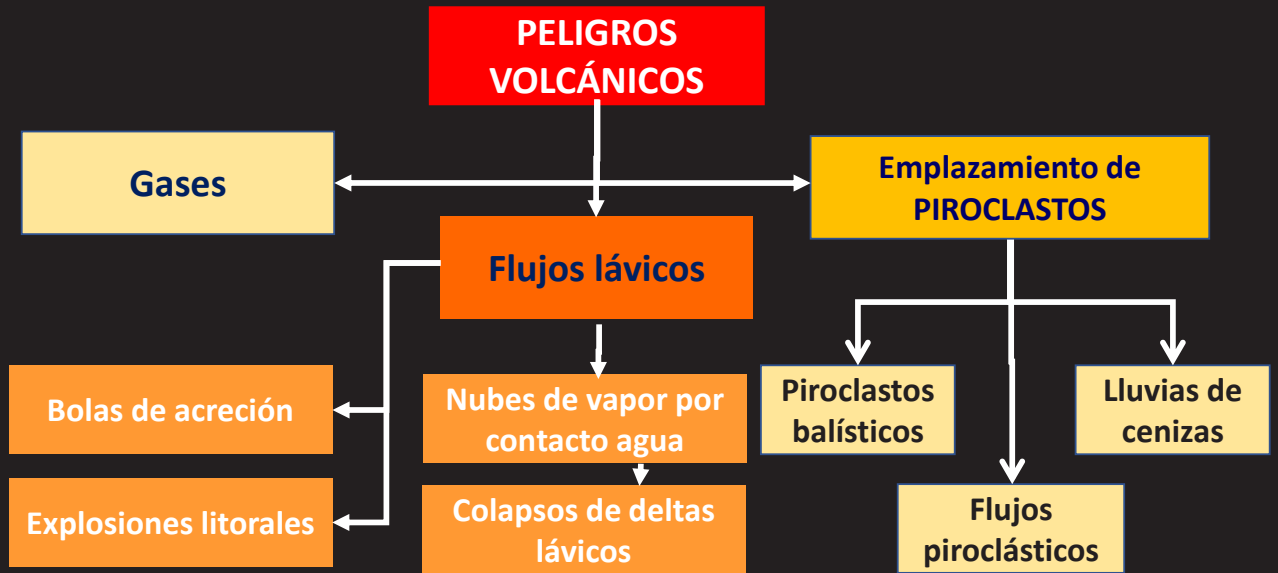 PELIGROS
VOLCÁNICOS
Gases
Emplazamiento de
PIROCLASTOS
Flujos lávicos
Bolas de acreción
Nubes de vapor por
contacto agua
Piroclastos
balísticos
Lluvias de
cenizas
Explosiones litorales
Colapsos de deltas
lávicos
Flujos
piroclásticos